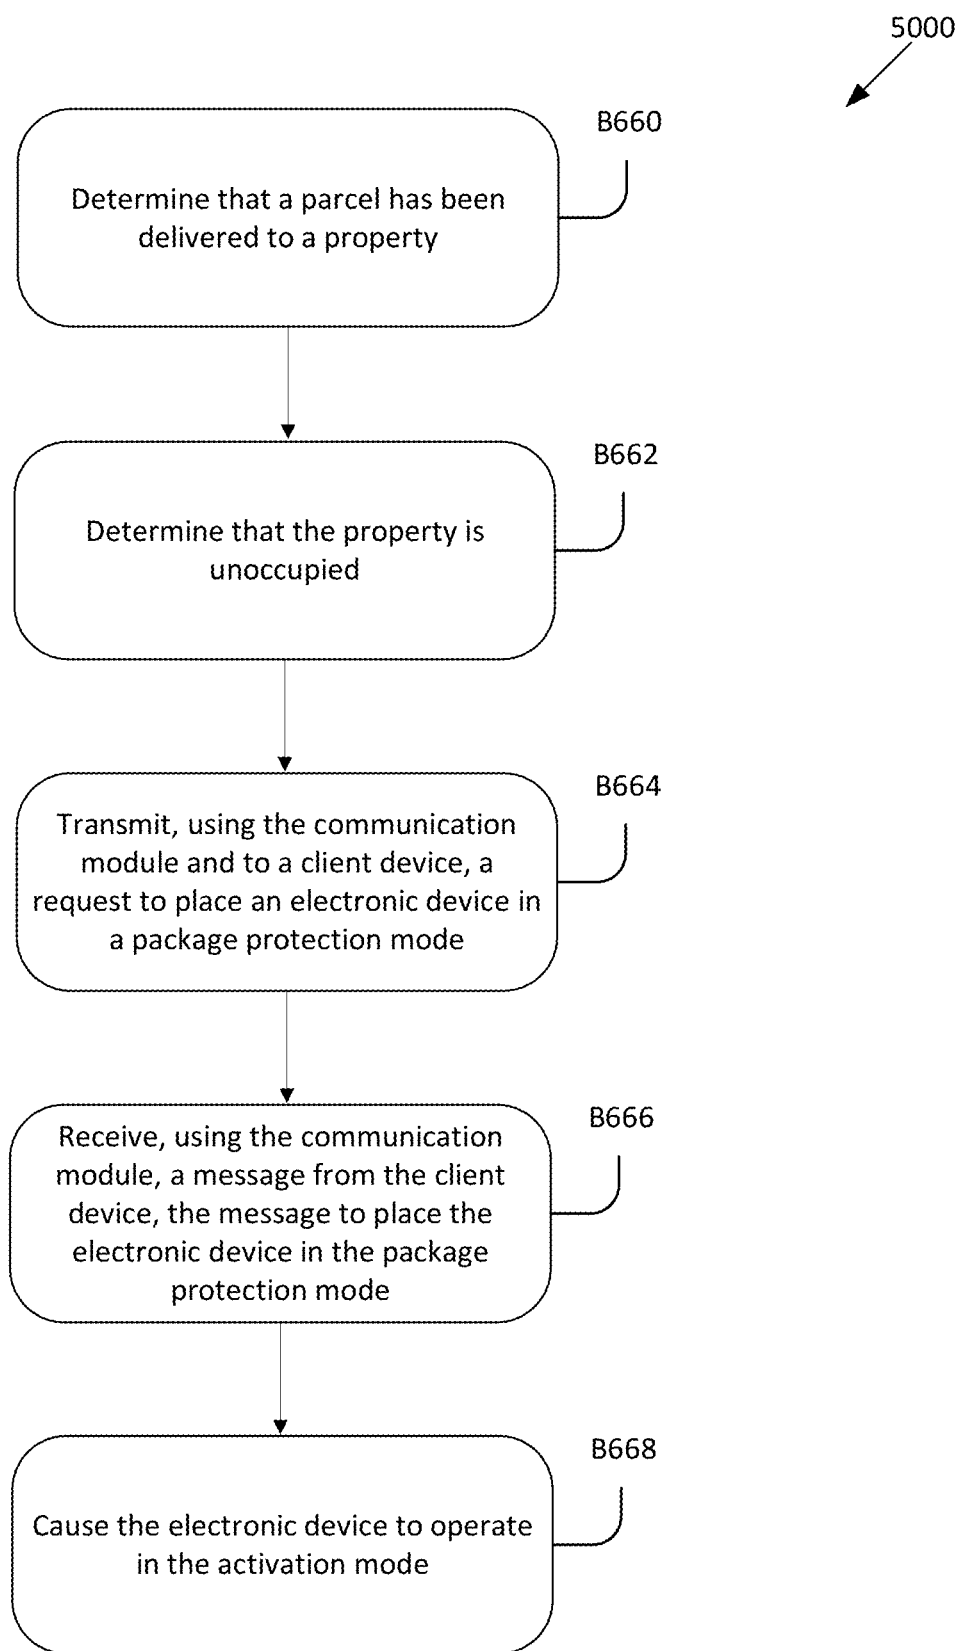 5000
B660
Determine that a parcel has been
delivered to a property
B662
Determine that the property is
unoccupied
B664
Transmit, using the communication
module and to a client device, a
request to place an electronic device in
a package protection mode
B666
Receive, using the communication
module, a message from the client
device, the message to place the
electronic device in the package
protection mode
B668
Cause the electronic device to operate
in the activation mode